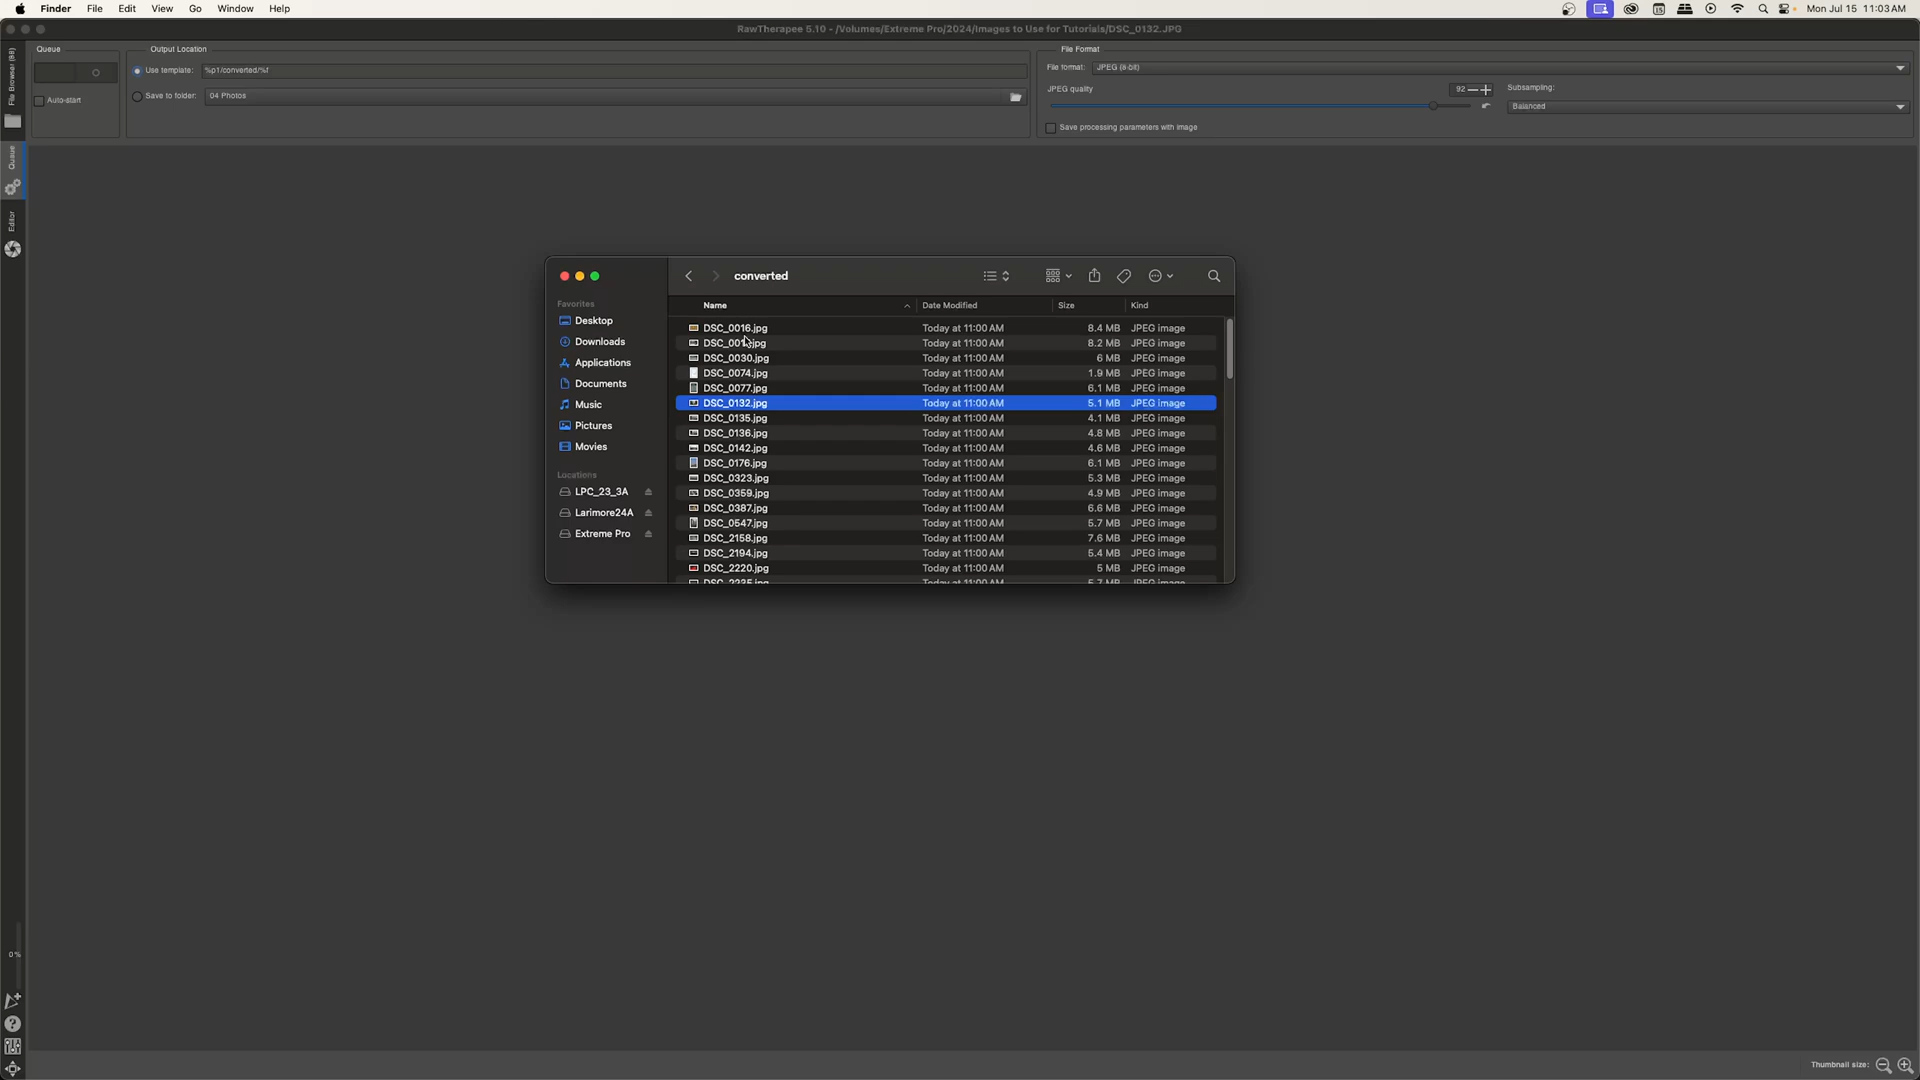 Finder File Edit View Go Window Help Mon Jul 15 11:03 AM
RawTherapee 5.10 - /Volumes/Extreme Pro/2024/Images to Use for Tutorials/DSC_0132.JPG
File Browser (88)
Queue
Editor
Queue
Auto-start
Output Location
Use template: %p1/converted/%f
Save to folder: 04 Photos
File Format
File format: JPEG (8-bit)
JPEG quality 92
Subsampling:
Balanced
Save processing parameters with image
converted
Favorites
Desktop
Downloads
Applications
Documents
Music
Pictures
Movies
Locations
LPC_23_3A
Larimore24A
Extreme Pro
Name Date Modified Size Kind
DSC_0016.jpg Today at 11:00 AM 8.4 MB JPEG image
Today at 11:00 AM 8.2 MB JPEG image
DSC_0030.jpg Today at 11:00 AM 6 MB JPEG image
DSC_0074.jpg Today at 11:00 AM 1.9 MB JPEG image
DSC_0077.jpg Today at 11:00 AM 6.1 MB JPEG image
DSC_0132.jpg Today at 11:00 AM 5.1 MB JPEG image
DSC_0135.jpg Today at 11:00 AM 4.1 MB JPEG image
DSC_0136.jpg Today at 11:00 AM 4.8 MB JPEG image
DSC_0142.jpg Today at 11:00 AM 4.6 MB JPEG image
DSC_0176.jpg Today at 11:00 AM 6.1 MB JPEG image
DSC_0323.jpg Today at 11:00 AM 5.3 MB JPEG image
DSC_0359.jpg Today at 11:00 AM 4.9 MB JPEG image
DSC_0387.jpg Today at 11:00 AM 6.6 MB JPEG image
DSC_0547.jpg Today at 11:00 AM 5.7 MB JPEG image
DSC_2158.jpg Today at 11:00 AM 7.6 MB JPEG image
DSC_2194.jpg Today at 11:00 AM 5.4 MB JPEG image
DSC_2220.jpg Today at 11:00 AM 5 MB JPEG image
0%
Thumbnail size: